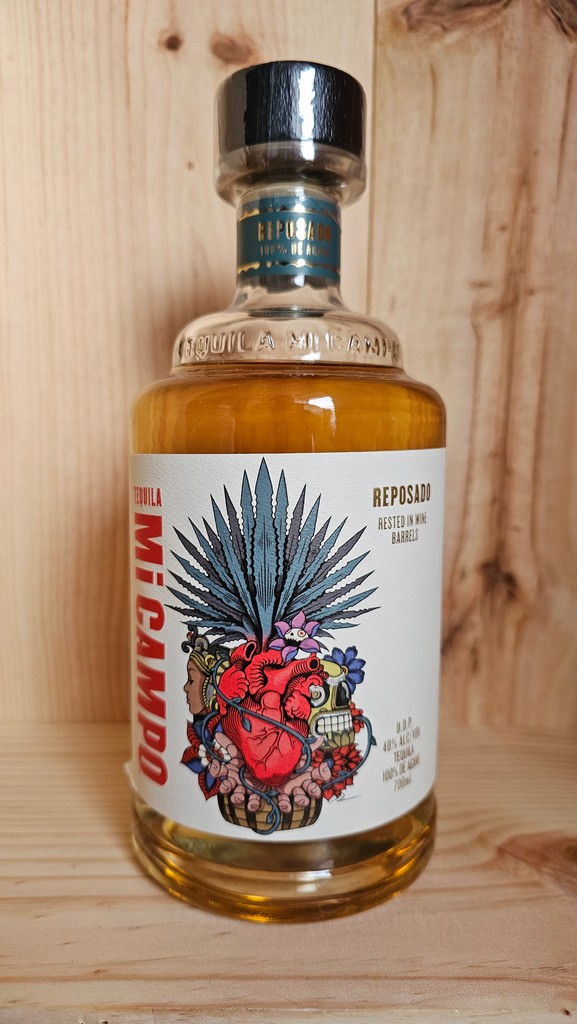 REPOSADO
100% DE AGAVE
TEQUILA MI CAMPO
TEQUILA
Mi CAMPO
REPOSADO
RESTED IN WINE
BARRELS
D.O.P.
40% ALC/VOL
TEQUILA
100% DE AGAVE
700mL